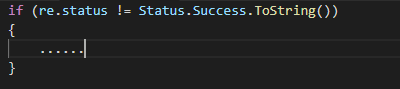 if (re.status != Status.Success.ToString())
{
    ......
}